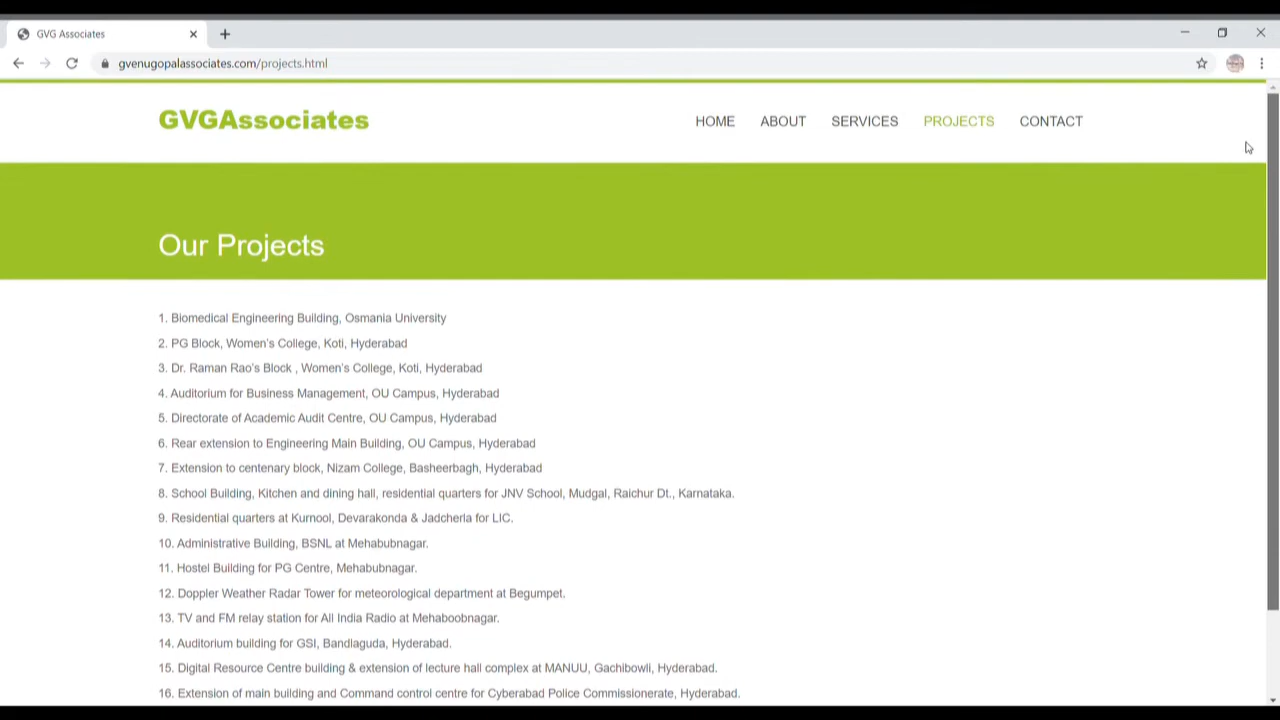 GVG Associates
gvenugopalassociates.com/projects.html
GVGAssociates
HOME ABOUT SERVICES PROJECTS CONTACT
Our Projects
1. Biomedical Engineering Building, Osmania University
2. PG Block, Women's College, Koti, Hyderabad
3. Dr. Raman Rao's Block , Women's College, Koti, Hyderabad
4. Auditorium for Business Management, OU Campus, Hyderabad
5. Directorate of Academic Audit Centre, OU Campus, Hyderabad
6. Rear extension to Engineering Main Building, OU Campus, Hyderabad
7. Extension to centenary block, Nizam College, Basheerbagh, Hyderabad
8. School Building, Kitchen and dining hall, residential quarters for JNV School, Mudgal, Raichur Dt., Karnataka.
9. Residential quarters at Kurnool, Devarakonda & Jadcherla for LIC.
10. Administrative Building, BSNL at Mehabubnagar.
11. Hostel Building for PG Centre, Mehabubnagar.
12. Doppler Weather Radar Tower for meteorological department at Begumpet.
13. TV and FM relay station for All India Radio at Mehaboobnagar.
14. Auditorium building for GSI, Bandlaguda, Hyderabad.
15. Digital Resource Centre building & extension of lecture hall complex at MANUU, Gachibowli, Hyderabad.
16. Extension of main building and Command control centre for Cyberabad Police Commissionerate, Hyderabad.